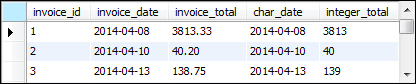 invoice_id invoice_date invoice_total char_date integer_total
1 2014-04-08 3813.33 2014-04-08 3813
2 2014-04-10 40.20 2014-04-10 40
3 2014-04-13 138.75 2014-04-13 139